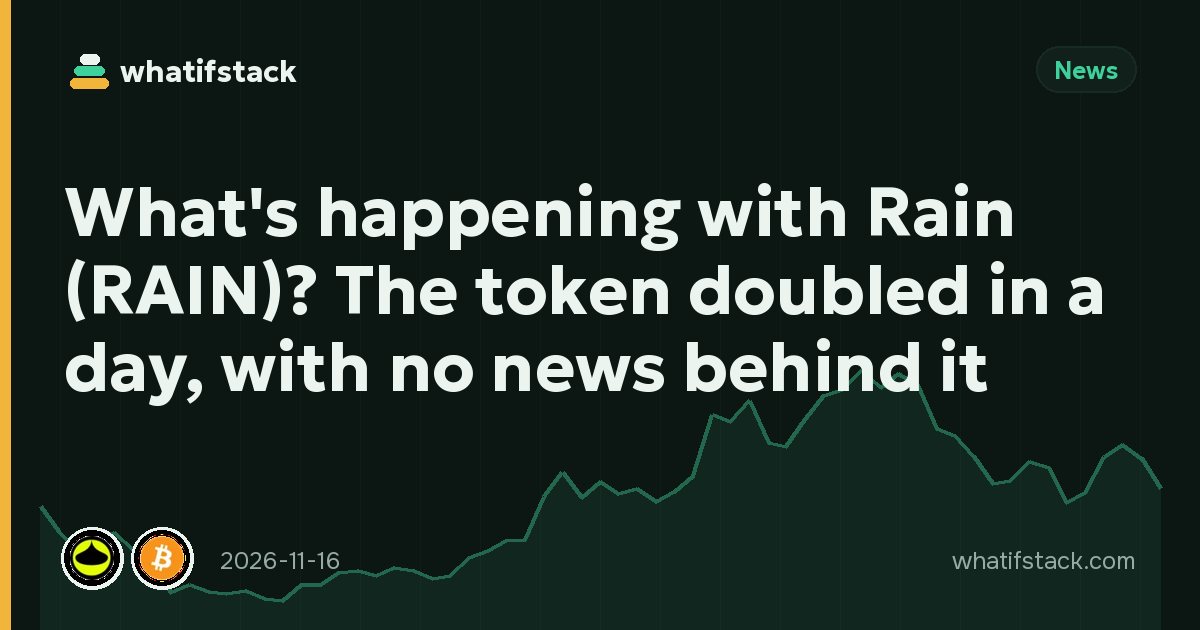 whatifstack
News
What's happening with Rain
(RAIN)? The token doubled in a
day, with no news behind it
2026-11-16
whatifstack.com